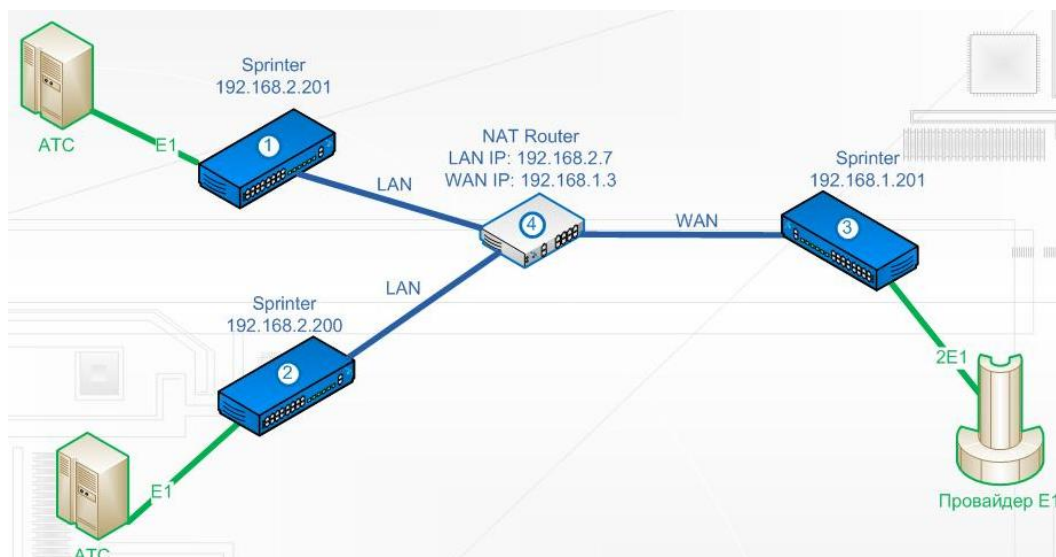 Sprinter
192.168.2.201
АТС
E1
1
LAN
NAT Router
LAN IP: 192.168.2.7
WAN IP: 192.168.1.3
4
WAN
Sprinter
192.168.1.201
3
LAN
Sprinter
192.168.2.200
2
2E1
E1
Провайдер E1
АТС